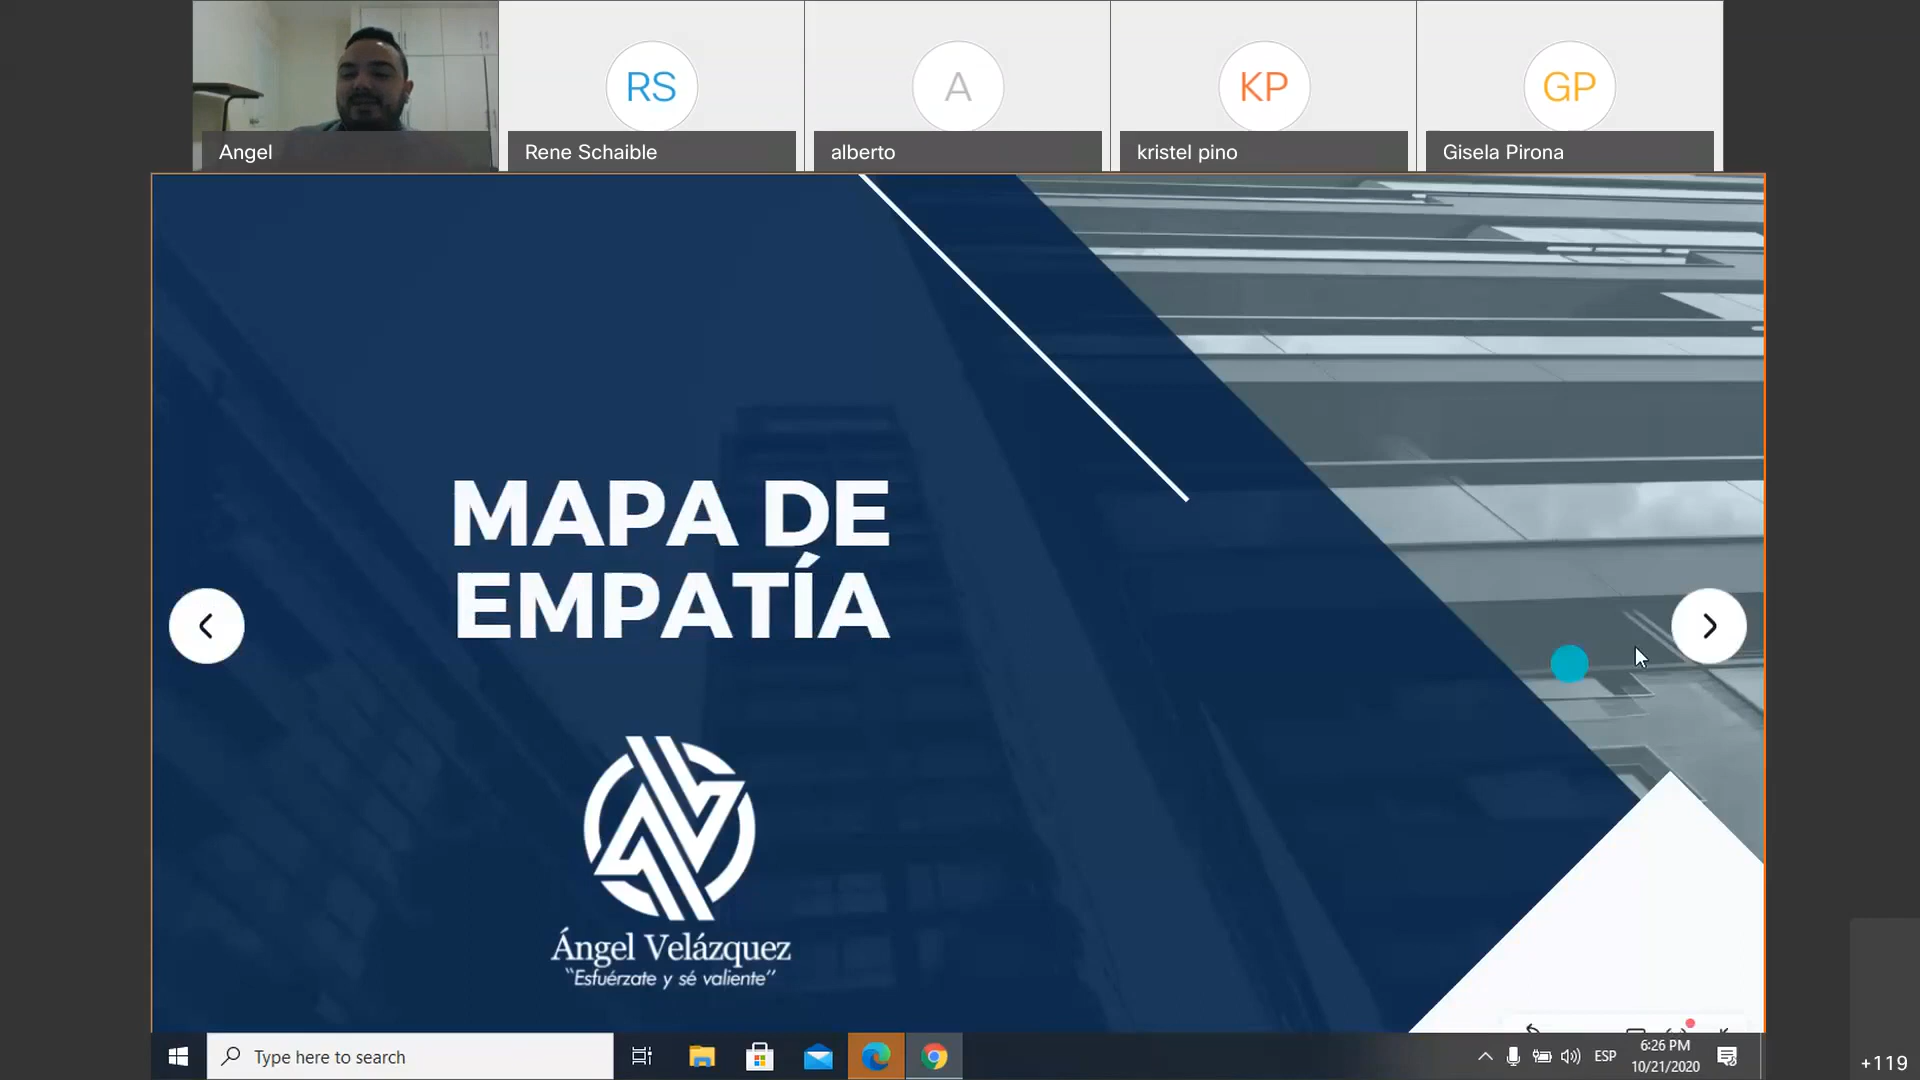 RS
A
KP
GP
Angel
Rene Schaible
alberto
kristel pino
Gisela Pirona
MAPA DE
EMPATÍA
Ángel Velázquez
"Esfuérzate y sé valiente"
Type here to search
ESP
6:26 PM
10/21/2020
+119